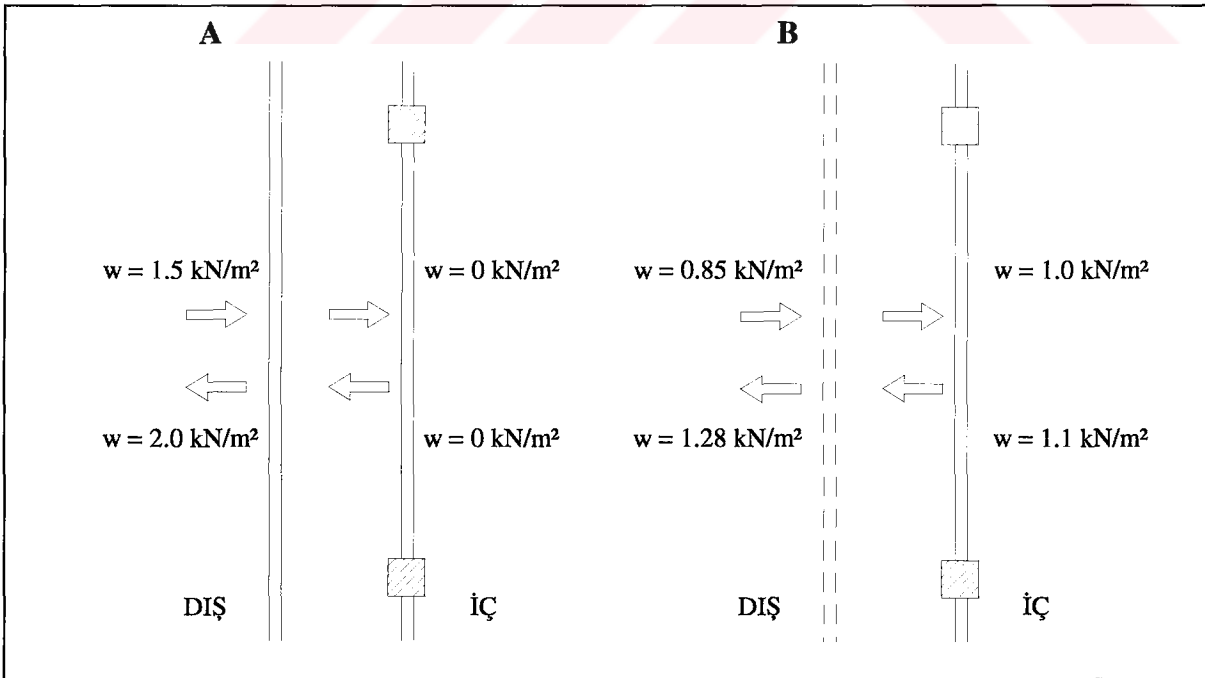 A
B
w = 1.5 kN/m²
w = 0 kN/m²
w = 0.85 kN/m²
w = 1.0 kN/m²
w = 2.0 kN/m²
w = 0 kN/m²
w = 1.28 kN/m²
w = 1.1 kN/m²
DIŞ
İÇ
DIŞ
İÇ